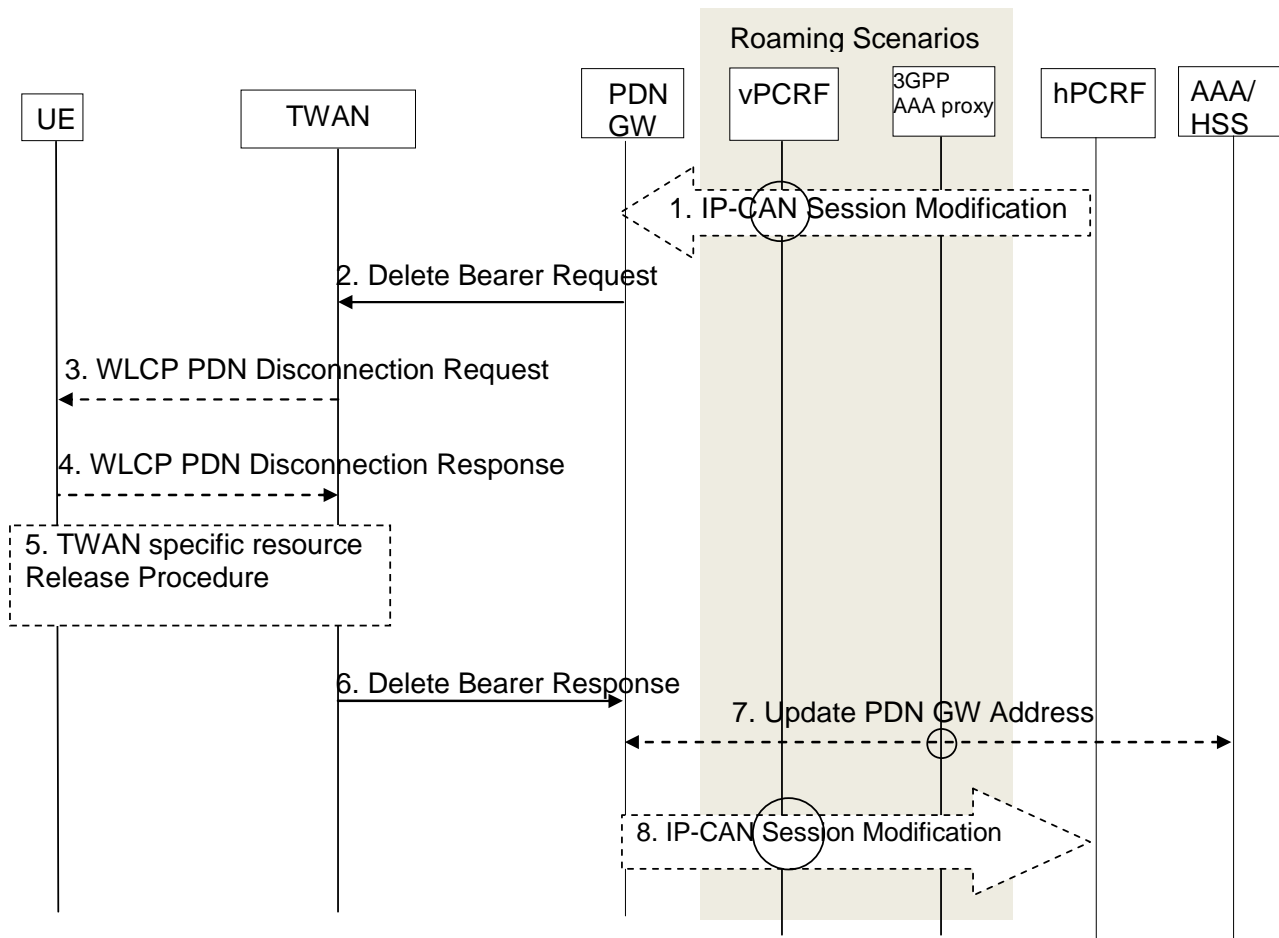 Roaming Scenarios
UE
TWAN
PDN
GW
vPCRF
3GPP
AAA proxy
hPCRF
AAA/
HSS
1. IP-CAN Session Modification
2. Delete Bearer Request
3. WLCP PDN Disconnection Request
4. WLCP PDN Disconnection Response
5. TWAN specific resource
Release Procedure
6. Delete Bearer Response
7. Update PDN GW Address
8. IP-CAN Session Modification